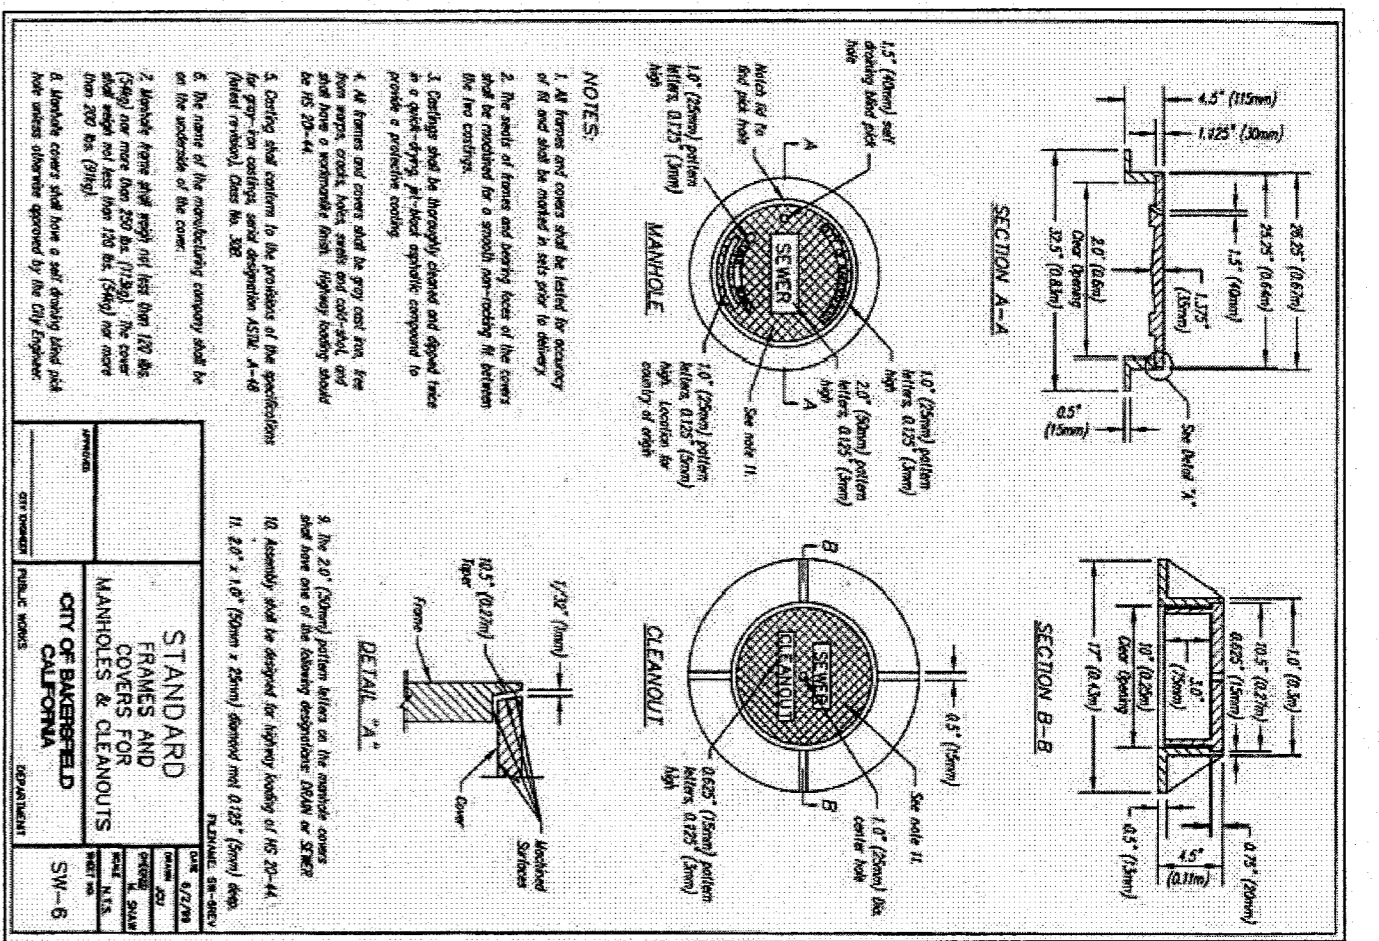 4.5" (115mm)
1.125" (30mm)
26.25" (0.67m)
25.25" (0.64m)
1.5" (40mm)
1.375"
(35mm)
2.0' (0.6m)
Clear Opening
32.5" (0.83m)
0.5"
(15mm)
See Detail "A"
SECTION A-A
1.0' (0.3m)
10.5" (0.27m)
0.625" (15mm)
3.0"
(75mm)
10" (0.25m)
Clear Opening
17" (0.43m)
0.75" (20mm)
4.5"
(0.11m)
0.5" (13mm)
SECTION B-B
1.5" (40mm) self
draining blind pick
hole
Notch lid to
find pick hole
1.0" (25mm) pattern
letters, 0.125" (3mm)
high
A
A
SEWER
1.0" (25mm) pattern
letters, 0.125" (3mm)
high
2.0" (50mm) pattern
letters, 0.125" (3mm)
high
See note 11.
1.0" (25mm) pattern
letters, 0.125" (5mm)
high. Location for
country of origin
MANHOLE
B
B
SEWER
CLEANOUT
0.5" (15mm)
See note 11.
1.0" (25mm) Dia.
center hole
0.625" (15mm) pattern
letters, 0.125" (3mm)
high
CLEANOUT
NOTES:
1. All frames and covers shall be tested for accuracy
of fit and shall be marked in sets prior to delivery.
2. The seats of frames and bearing faces of the covers
shall be machined for a smooth non-rocking fit between
the two castings.
3. Castings shall be thoroughly cleaned and dipped twice
in a quick-drying, jet-black asphaltic compound to
provide a protective coating.
4. All frames and covers shall be gray cast iron, free
from warps, cracks, holes, swells and cold-shot, and
shall have a workmanlike finish. Highway loading should
be HS 20-44.
5. Casting shall conform to the provisions of the specifications
for gray-iron castings, serial designation ASTM: A-48
(latest revision), Class No. 30B.
6. The name of the manufacturing company shall be
on the underside of the cover.
7. Manhole frame shall weigh not less than 120 lbs.
(54kg) nor more than 250 lbs. (113kg). The cover
shall weigh not less than 120 lbs. (54kg) nor more
than 200 lbs. (91kg).
8. Manhole covers shall have a self draining blind pick
hole unless otherwise approved by the City Engineer.
1/32" (1mm)
10.5" (0.27m)
Taper
Frame
Machined
Surfaces
Cover
DETAIL "A"
9. The 2.0" (50mm) pattern letters on the manhole covers
shall have one of the following designations: DRAIN or SEWER
10. Assembly shall be designed for highway loading of HS 20-44.
11. 2.0" x 1.0" (50mm x 25mm) diamond mat 0.125" (5mm) deep.
FILENAME: SW-6REV
STANDARD
FRAMES AND
COVERS FOR
MANHOLES & CLEANOUTS
CITY OF BAKERSFIELD
CALIFORNIA
PUBLIC WORKS DEPARTMENT
APPROVED:
CITY ENGINEER
DATE 6/2/99
DRAWN
CHECKED M. SHAW
SCALE N.T.S.
SHEET NO.
SW-6